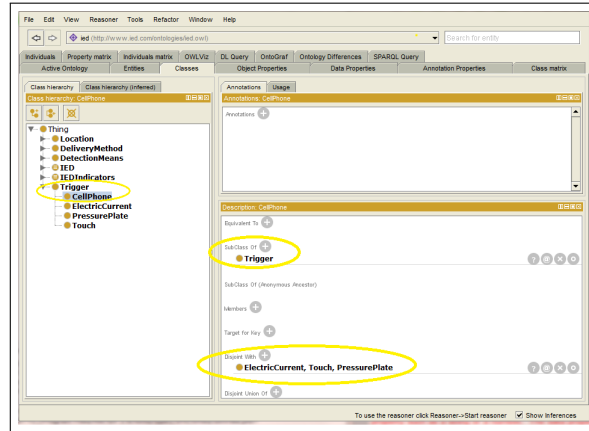 File Edit View Reasoner Tools Refactor Window Help
ied (http://www.ied.com/ontologies/ied.owl)
Search for entity
Individuals Property matrix Individuals matrix OWLViz DL Query OntoGraf Ontology Differences SPARQL Query
Active Ontology Entities Classes Object Properties Data Properties Annotation Properties Class matrix
Class hierarchy Class hierarchy (inferred)
Class hierarchy: CellPhone
Thing
Location
DeliveryMethod
DetectionMeans
IED
IEDIndicators
Trigger
CellPhone
ElectricCurrent
PressurePlate
Touch
Annotations Usage
Annotations: CellPhone
Annotations
Description: CellPhone
Equivalent To
SubClass Of
Trigger
SubClass Of (Anonymous Ancestor)
Members
Target for Key
Disjoint With
ElectricCurrent, Touch, PressurePlate
Disjoint Union Of
To use the reasoner click Reasoner->Start reasoner Show Inferences